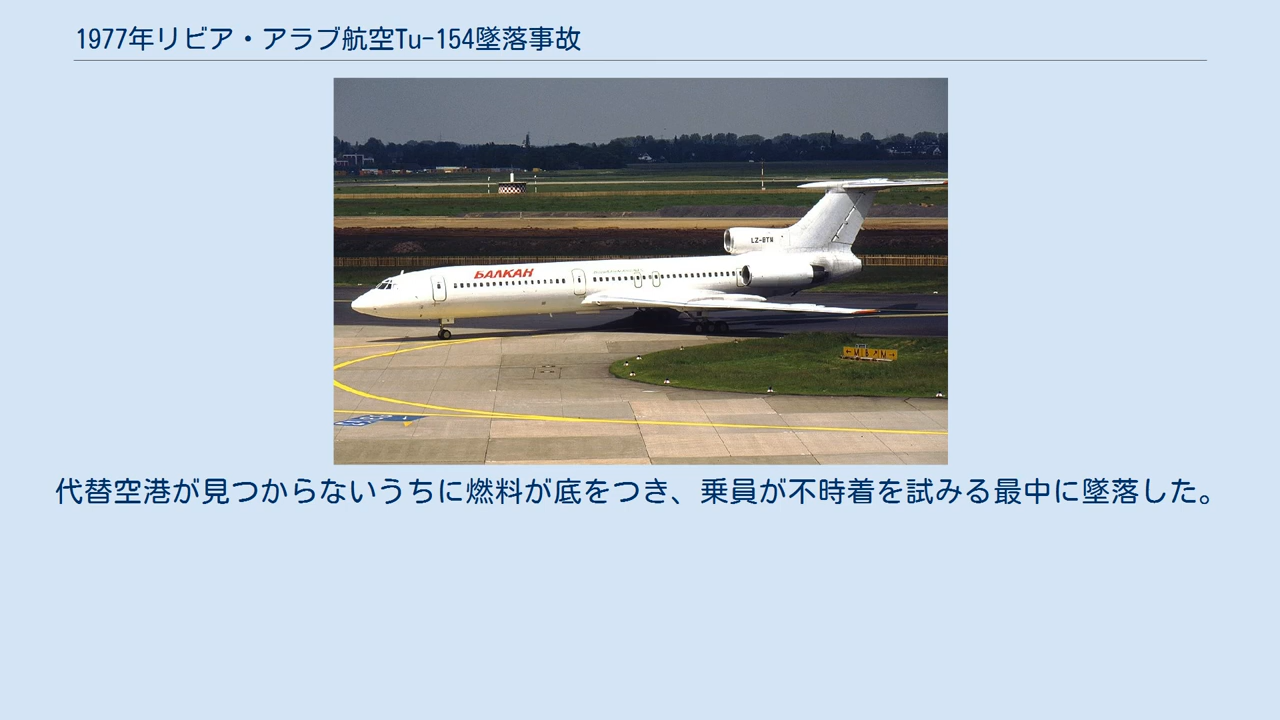 1977年リビア・アラブ航空Tu-154墜落事故
LZ-BTW
БАЛКАН
代替空港が見つからないうちに燃料が底をつき、乗員が不時着を試みる最中に墜落した。